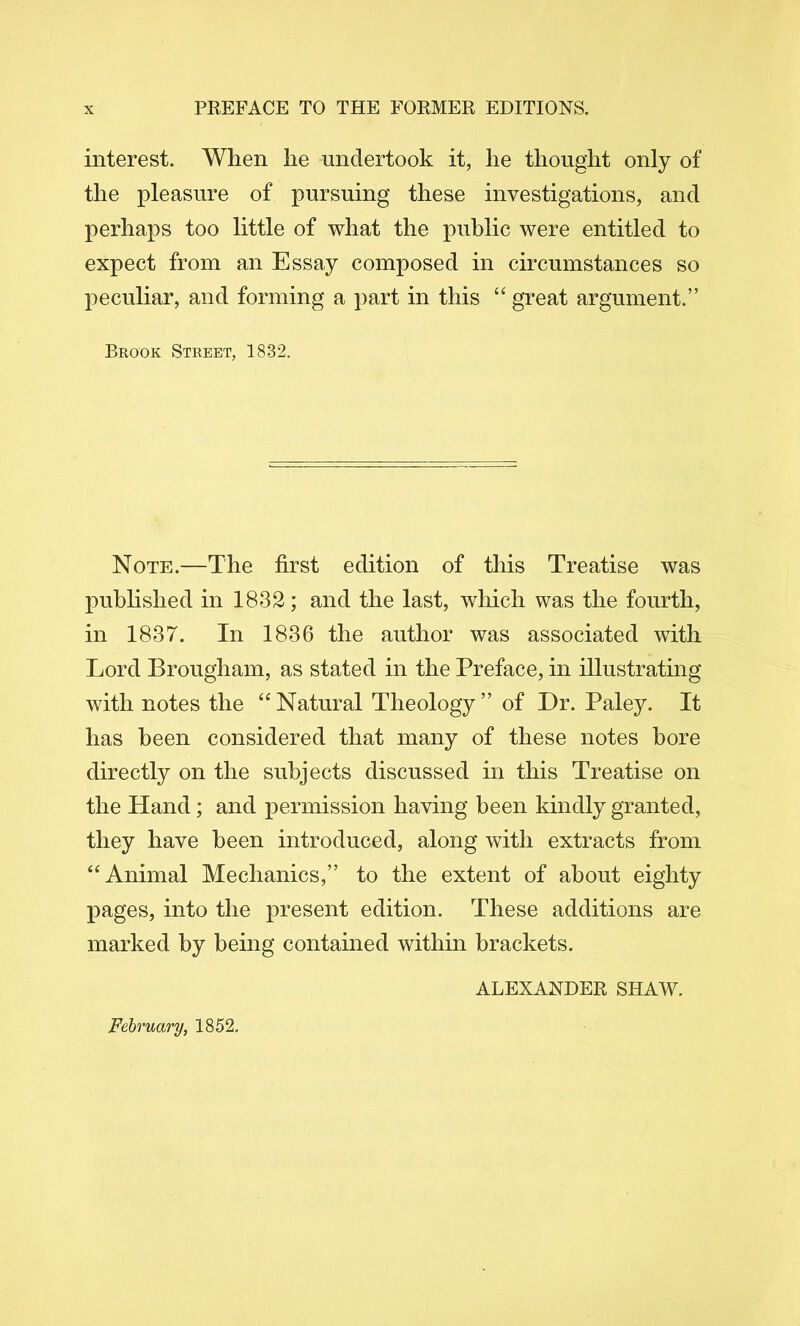 x PREFACE TO THE FORMER EDITIONS.
interest. When he undertook it, he thought only of
the pleasure of pursuing these investigations, and
perhaps too little of what the public were entitled to
expect from an Essay composed in circumstances so
peculiar, and forming a part in this “ great argument.”
Brook Street, 1832.
Note.—The first edition of this Treatise was
published in 1832 ; and the last, which was the fourth,
in 1837. In 1836 the author was associated with
Lord Brougham, as stated in the Preface, in illustrating
with notes the “ Natural Theology ” of Dr. Paley. It
has been considered that many of these notes bore
directly on the subjects discussed in this Treatise on
the Hand ; and permission having been kindly granted,
they have been introduced, along with extracts from
“ Animal Mechanics,” to the extent of about eighty
pages, into the present edition. These additions are
marked by being contained within brackets.
ALEXANDER SHAW.
February, 1852.